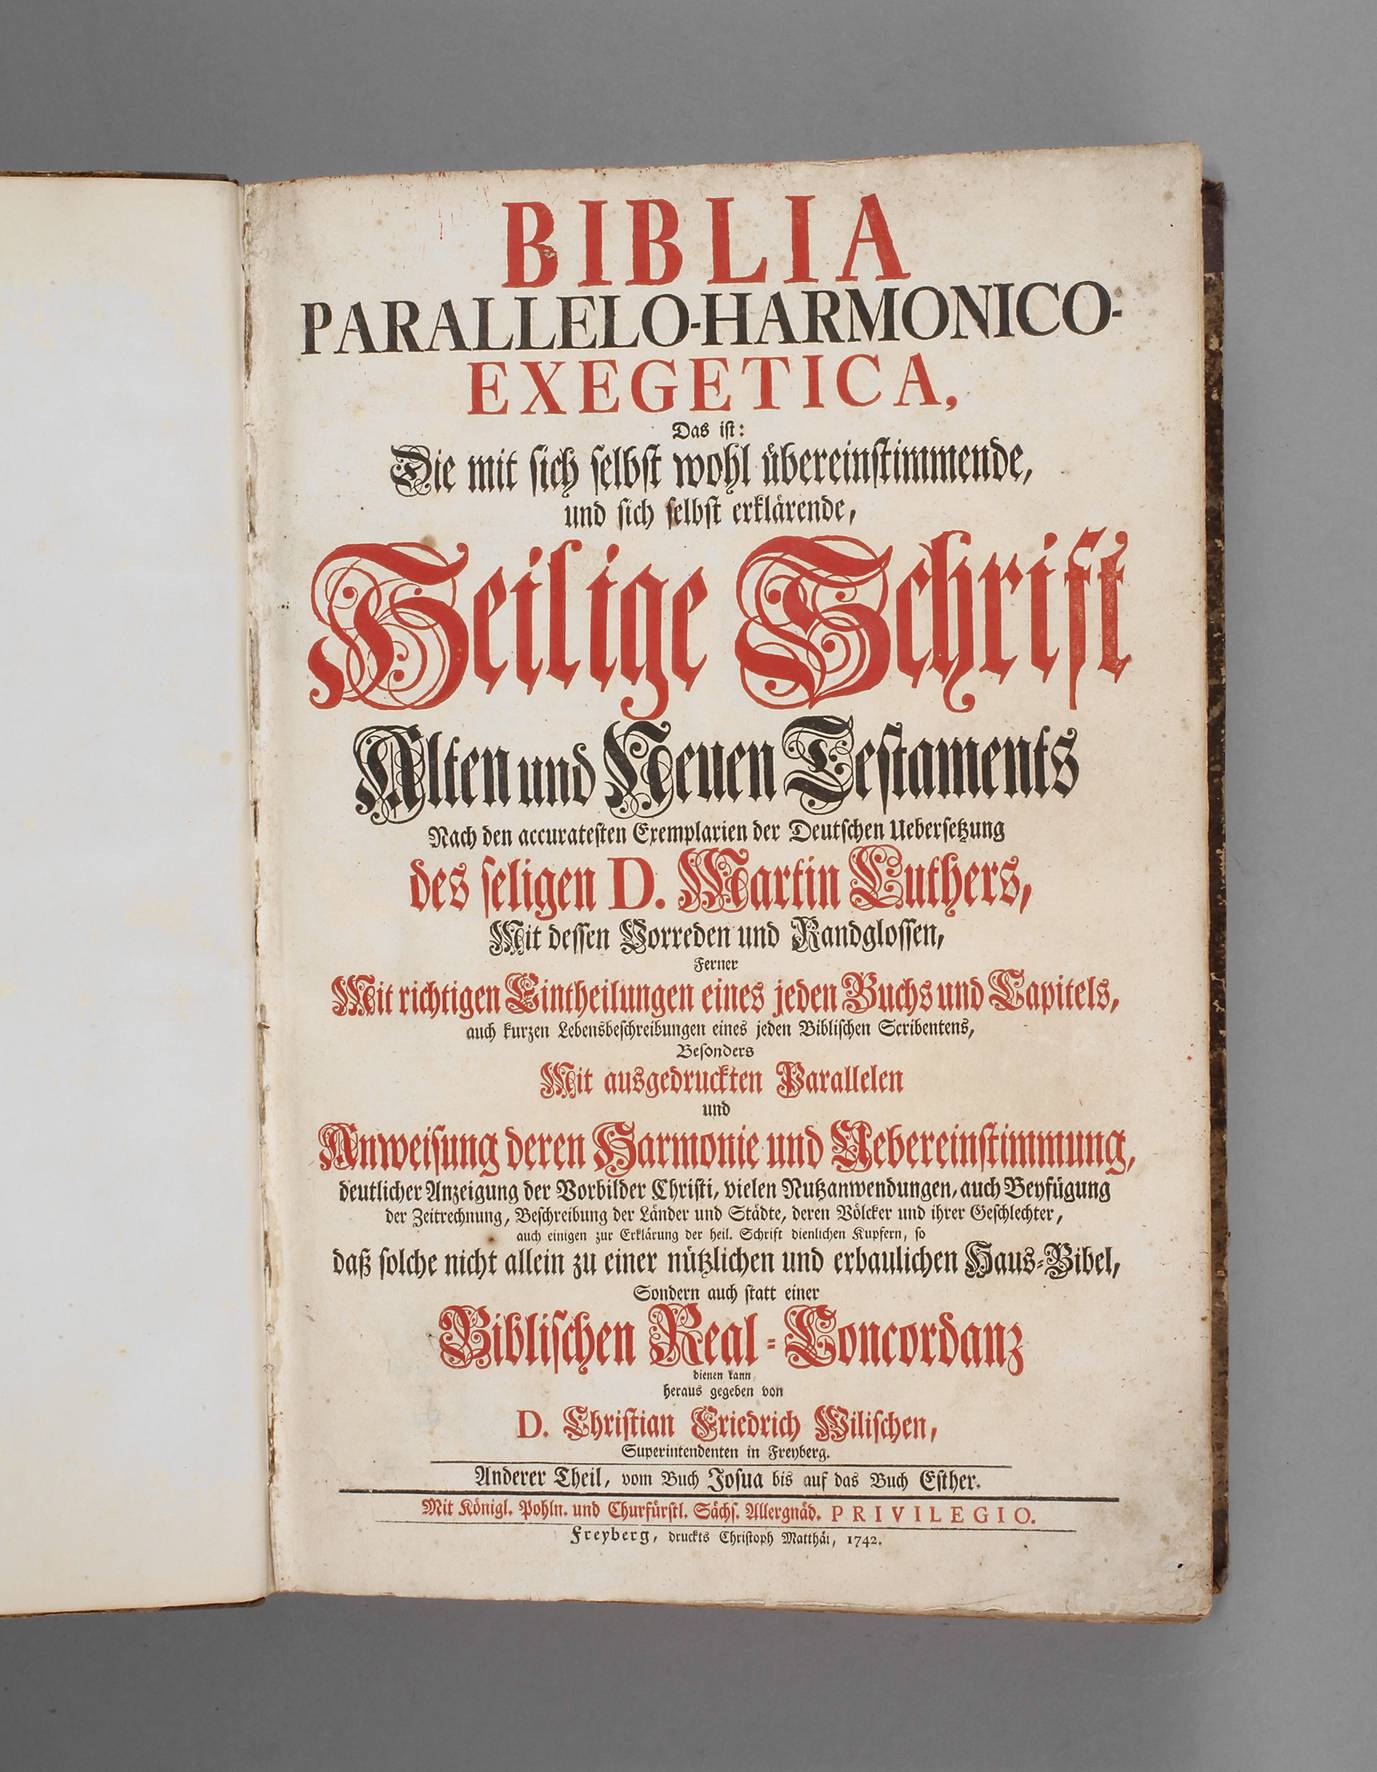 BIBLIA
PARALLELO-HARMONICO-
EXEGETICA,
Das ist:
Die mit sich selbst wohl übereinstimmende,
und sich selbst erklärende,
Heilige Schrift
Alten und Neuen Testaments
Nach den accuratesten Exemplarien der Deutschen Uebersetzung
des seligen D. Martin Luthers,
Mit dessen Vorreden und Randglossen,
Ferner
Mit richtigen Eintheilungen eines jeden Buchs und Capitels,
auch kurzen Lebensbeschreibungen eines jeden Biblischen Scribentens,
Besonders
Mit ausgedruckten Parallelen
und
Anweisung deren Harmonie und Uebereinstimmung,
deutlicher Anzeigung der Vorbilder Christi, vielen Nutzanwendungen, auch Beyfügung
der Zeitrechnung, Beschreibung der Länder und Städte, deren Völcker und ihrer Geschlechter,
auch einigen zur Erklärung der heil. Schrift dienlichen Kupfern, so
daß solche nicht allein zu einer nützlichen und erbaulichen Haus-Bibel,
Sondern auch statt einer
Biblischen Real-Concordanz
dienen kann,
heraus gegeben von
D. Christian Friedrich Wilischen,
Superintendenten in Freyberg.
Anderer Theil, vom Buch Josua bis auf das Buch Esther.
Mit Königl. Pohln. und Churfürstl. Sächs. Allergnäd. PRIVILEGIO.
Freyberg, druckts Christoph Matthäi, 1742.